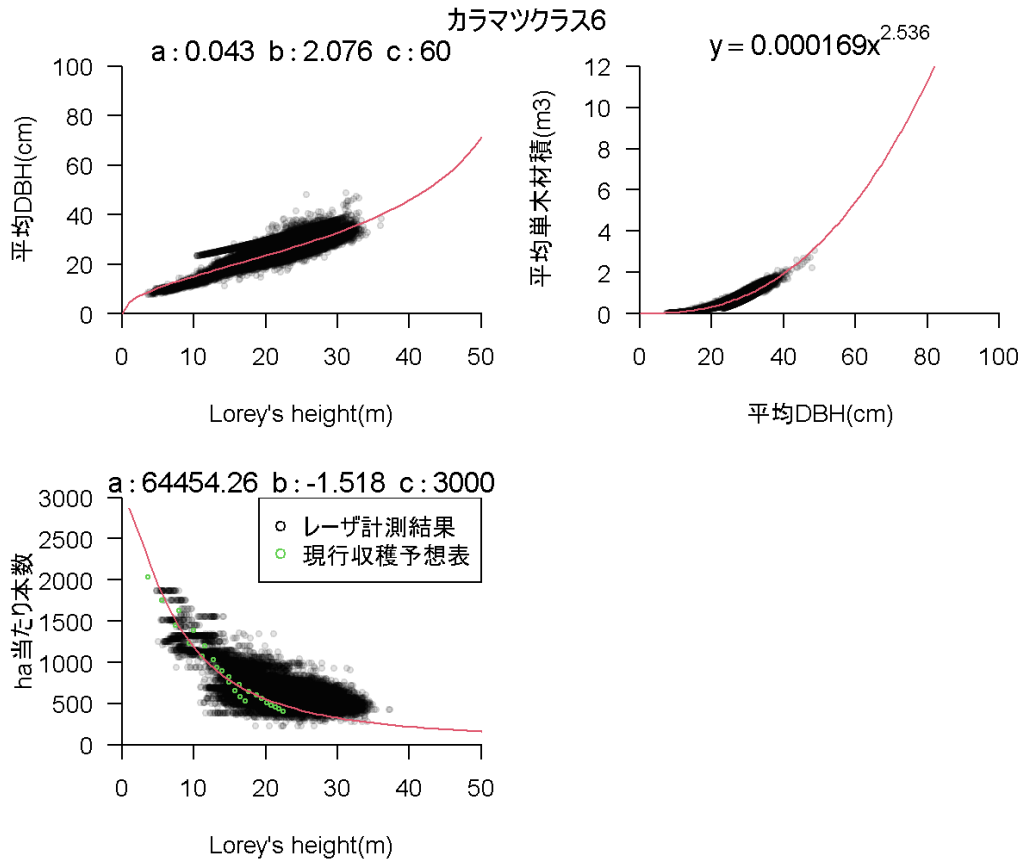 カラマツクラス6
a : 0.043 b : 2.076 c : 60
平均DBH(cm)
100
80
60
40
20
0
0 10 20 30 40 50
Lorey's height(m)
y = 0.000169x^2.536
平均単木材積(m3)
12
10
8
6
4
2
0
0 20 40 60 80 100
平均DBH(cm)
a : 64454.26 b : -1.518 c : 3000
ha当たり本数
3000
2500
2000
1500
1000
500
0
レーザ計測結果
現行収穫予想表
0 10 20 30 40 50
Lorey's height(m)